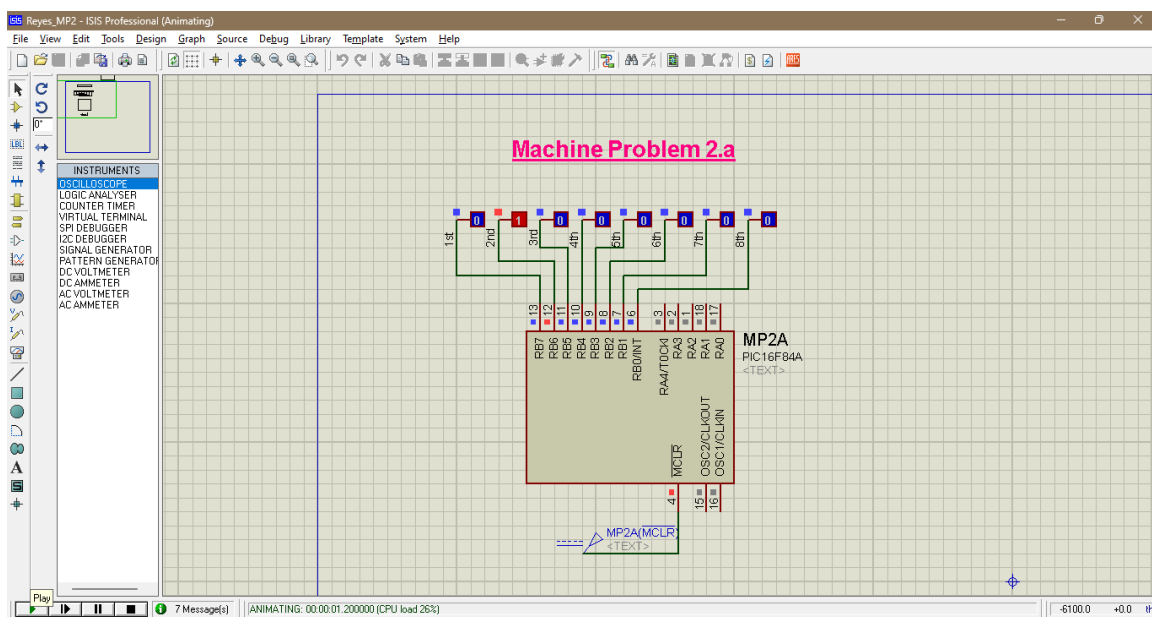 ISIS Reyes_MP2 - ISIS Professional (Animating)
File View Edit Tools Design Graph Source Debug Library Template System Help
0°
LBL
A
S
INSTRUMENTS
OSCILLOSCOPE
LOGIC ANALYSER
COUNTER TIMER
VIRTUAL TERMINAL
SPI DEBUGGER
I2C DEBUGGER
SIGNAL GENERATOR
PATTERN GENERATO
DC VOLTMETER
DC AMMETER
AC VOLTMETER
AC AMMETER
Machine Problem 2.a
0 1 0 0 0 0 0 0
1st 2nd 3rd 4th 5th 6th 7th 8th
13 12 11 10 9 8 7 6 3 2 1 18 17
RB7 RB6 RB5 RB4 RB3 RB2 RB1 RB0/INT RA4/T0CKI RA3 RA2 RA1 RA0
MP2A
PIC16F84A
<TEXT>
MCLR OSC2/CLKOUT OSC1/CLKIN
4 15 16
MP2A(MCLR)
<TEXT>
Play
7 Message(s) ANIMATING: 00:00:01.200000 (CPU load 26%) -6100.0 +0.0 th